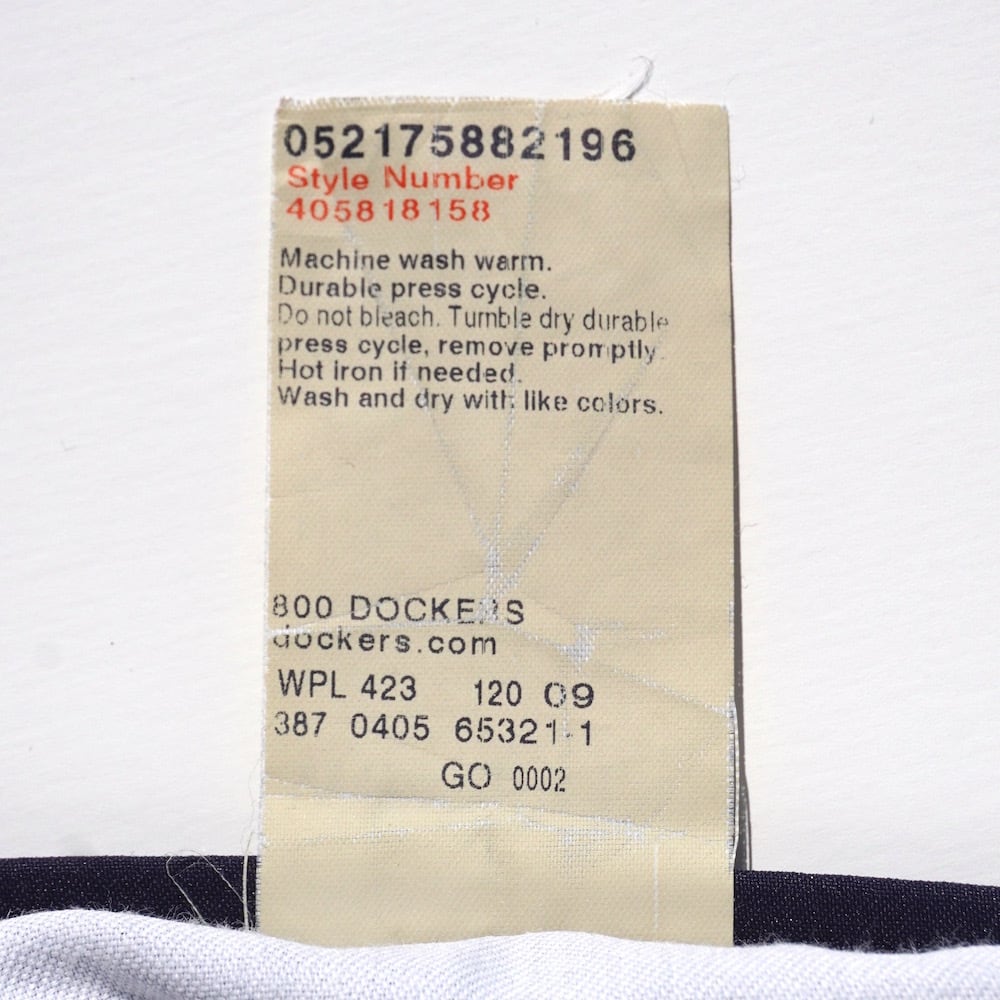 052175882196
Style Number
405818158
Machine wash warm.
Durable press cycle.
Do not bleach. Tumble dry durable
press cycle, remove promptly.
Hot iron if needed.
Wash and dry with like colors.
800 DOCKERS
dockers.com
WPL 423 120 09
387 0405 65321-1
GO 0002